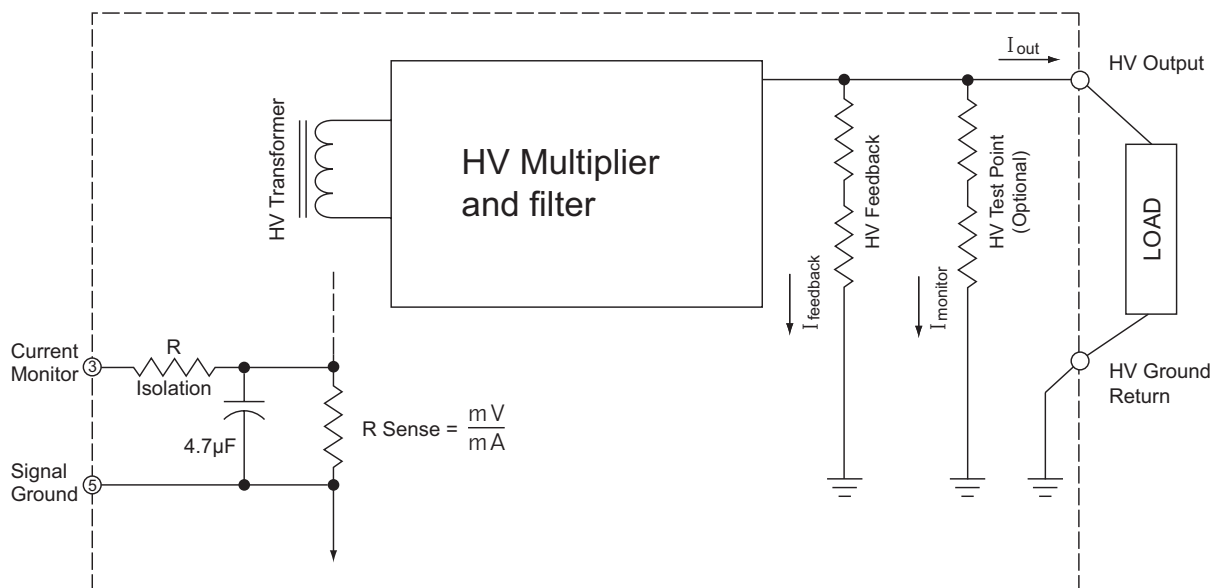 I out
HV Output
HV Transformer
HV Multiplier
and filter
HV Feedback
HV Test Point
(Optional)
LOAD
I feedback
I monitor
Current
Monitor
3
R
Isolation
HV Ground
Return
4.7µF
R Sense = mV
mA
Signal
Ground
5